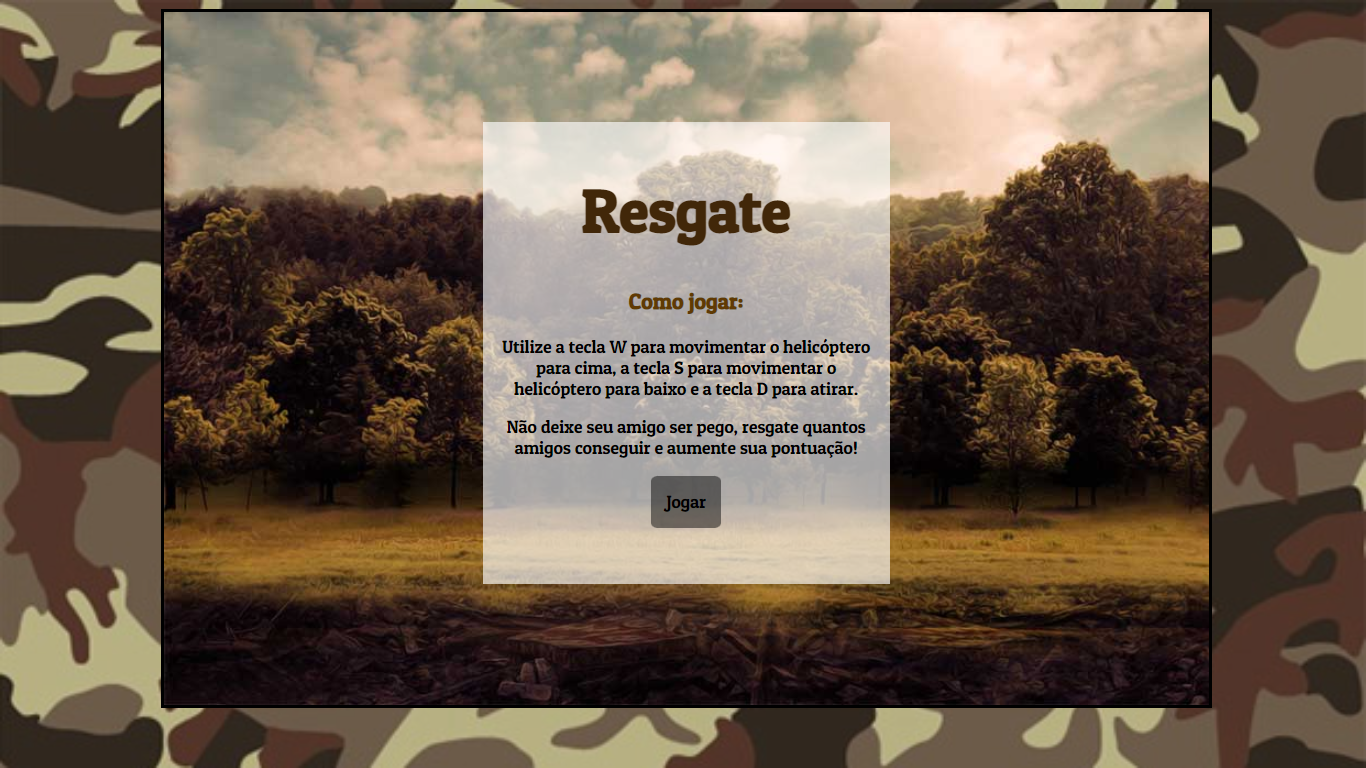 Resgate
Como jogar:
Utilize a tecla W para movimentar o helicóptero
para cima, a tecla S para movimentar o
helicóptero para baixo e a tecla D para atirar.
Não deixe seu amigo ser pego, resgate quantos
amigos conseguir e aumente sua pontuação!
Jogar